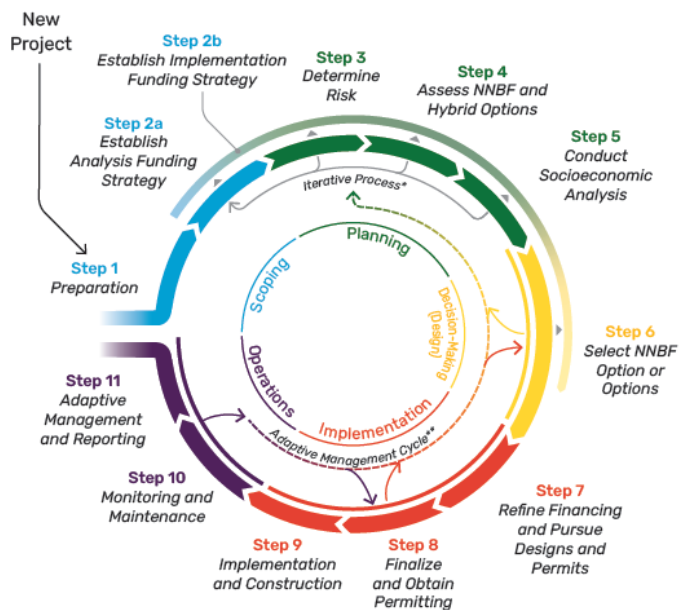 New
Project
Step 1
Preparation
Step 2a
Establish
Analysis Funding
Strategy
Step 2b
Establish Implementation
Funding Strategy
Step 3
Determine
Risk
Step 4
Assess NNBF and
Hybrid Options
Step 5
Conduct
Socioeconomic
Analysis
Step 6
Select NNBF
Option or
Options
Step 7
Refine Financing
and Pursue
Designs and
Permits
Step 8
Finalize
and Obtain
Permitting
Step 9
Implementation
and Construction
Step 10
Monitoring and
Maintenance
Step 11
Adaptive
Management
and Reporting
Iterative Process*
Scoping
Planning
Decision-Making
(Design)
Implementation
Operations
Adaptive Management Cycle**